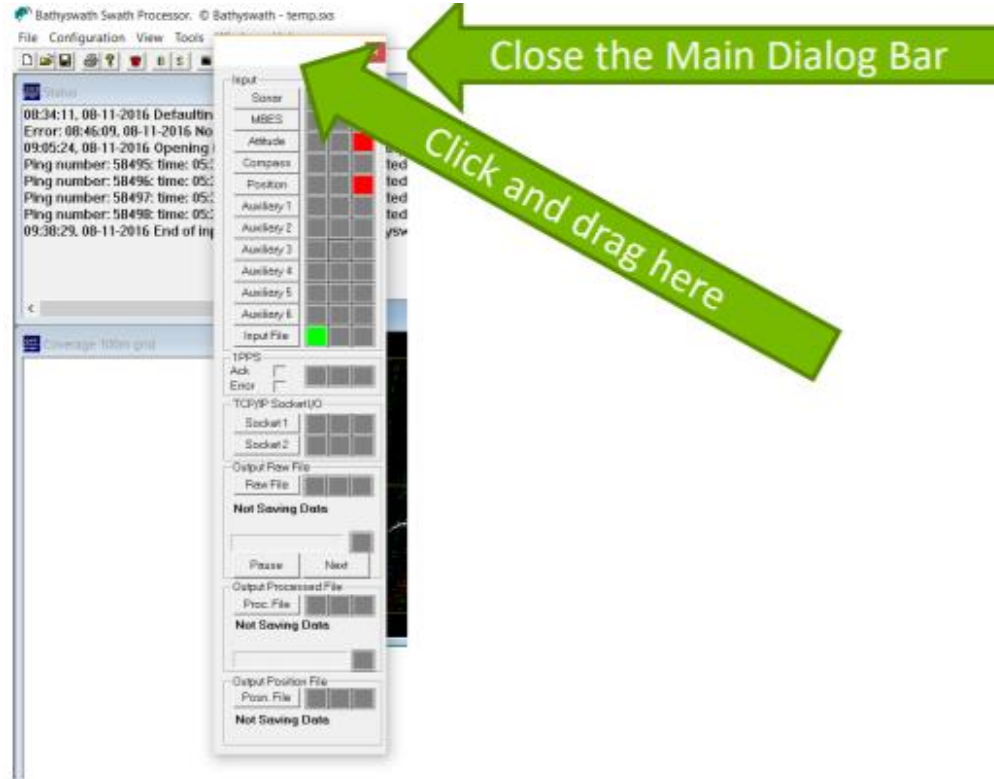 Bathyswath Swath Processor. © Bathyswath - temp.sxs
File Configuration View Tools
Close the Main Dialog Bar
Click and drag here
Status
08:34:11, 08-11-2016 Defaultin
Error: 08:46:09, 08-11-2016 No
09:05:24, 08-11-2016 Opening
Ping number: 58495: time: 05:
Ping number: 58496: time: 05:
Ping number: 58497: time: 05:
Ping number: 58498: time: 05:
09:38:29, 08-11-2016 End of inp
ted
ted
ted
ysw
Coverage 100m grid
Input
Sonar
MBES
Attitude
Compass
Position
Auxiliary 1
Auxiliary 2
Auxiliary 3
Auxiliary 4
Auxiliary 5
Auxiliary 6
Input File
1PPS
Ack
Error
TCP/IP Socket I/O
Socket 1
Socket 2
Output Raw File
Raw File
Not Saving Data
Pause Next
Output Processed File
Proc. File
Not Saving Data
Output Position File
Posn. File
Not Saving Data